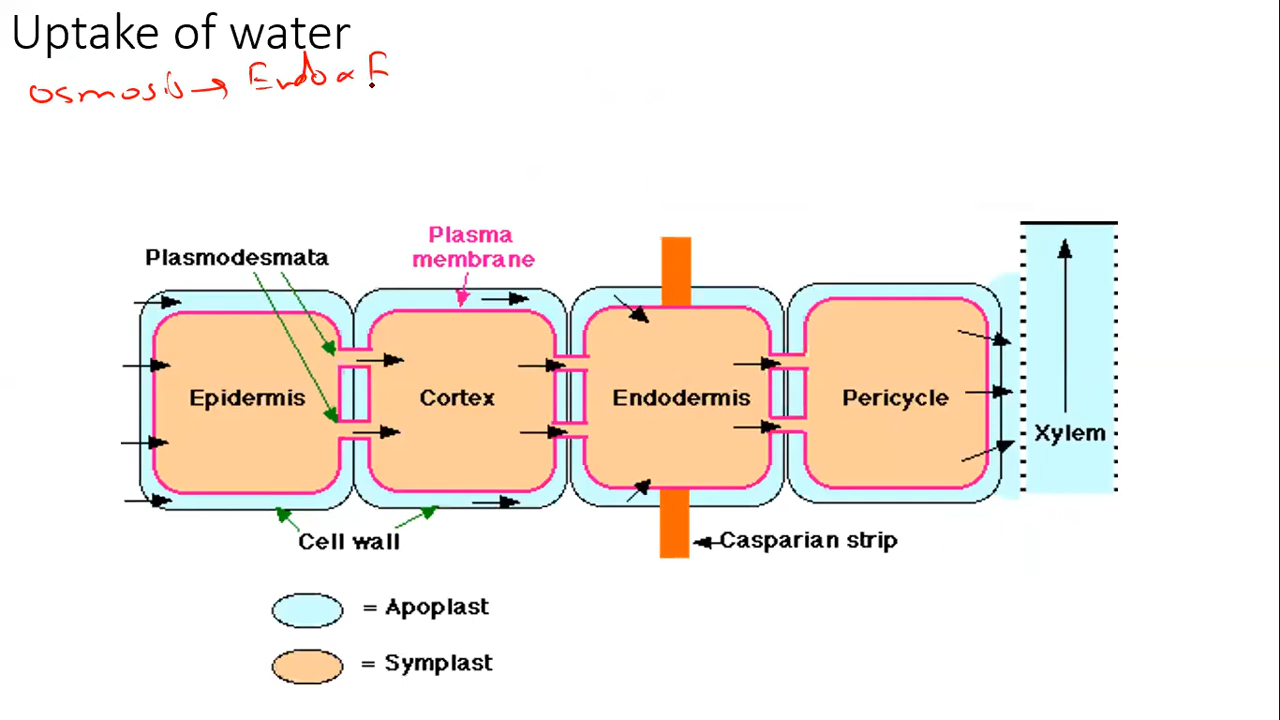 Uptake of water
osmosis → Endo & E
Plasma
membrane
Plasmodesmata
Epidermis
Cortex
Endodermis
Pericycle
Xylem
Cell wall
Casparian strip
= Apoplast
= Symplast